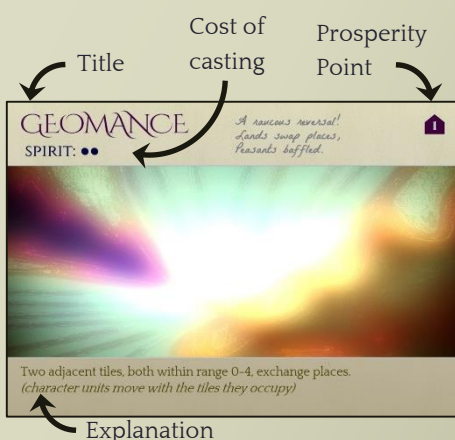 Cost of
casting
Prosperity
Point
Title
GEOMANCE
SPIRIT:
A raucous reversal!
Lands swap places,
Peasants baffled.
1
Two adjacent tiles, both within range 0-4, exchange places.
(character units move with the tiles they occupy)
Explanation